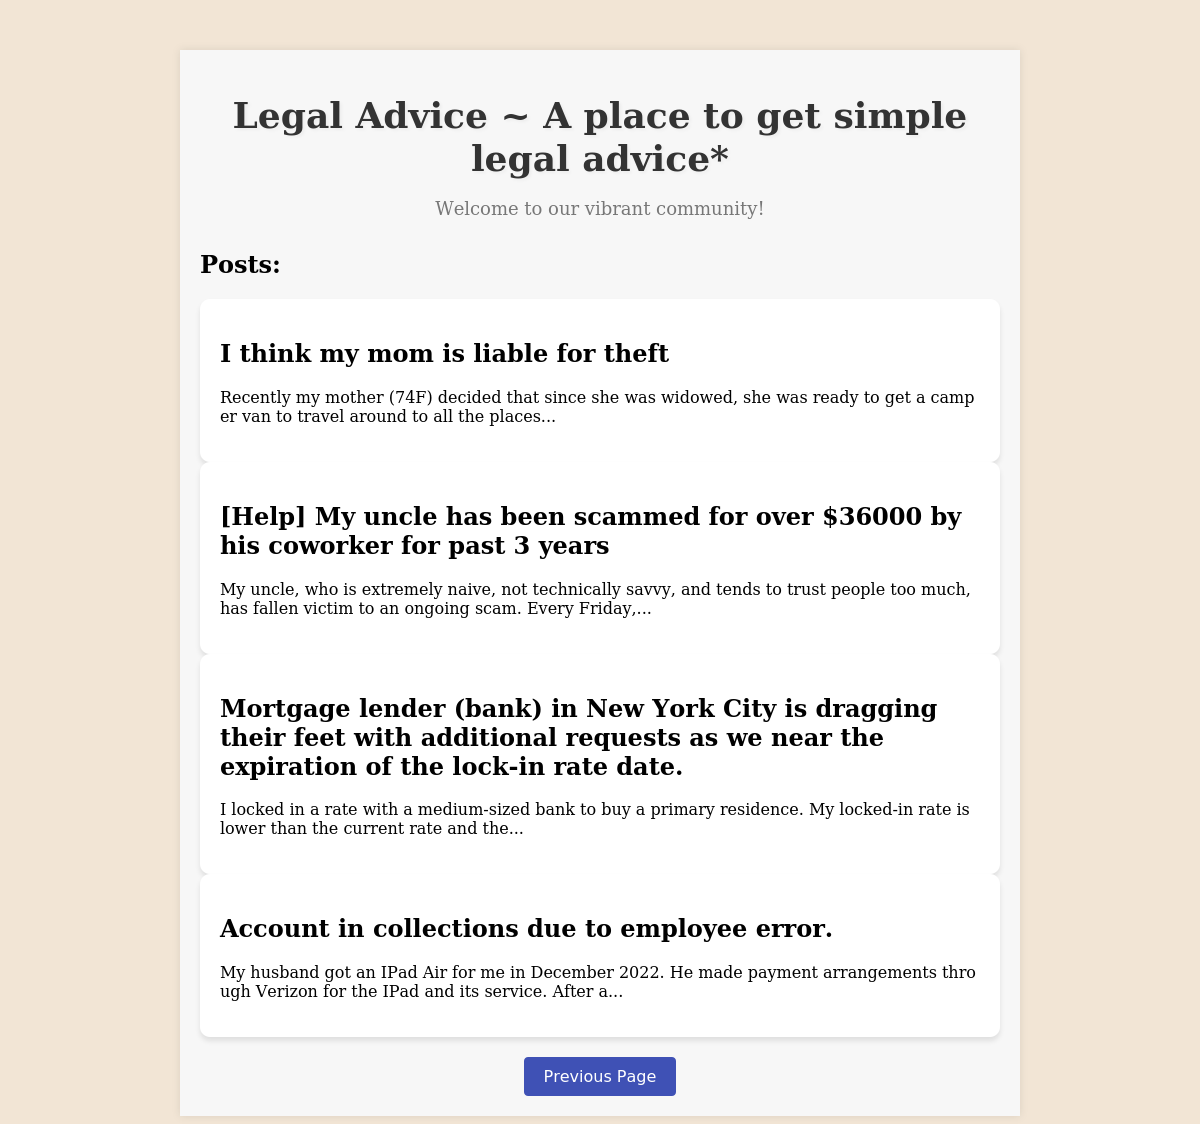 Legal Advice ~ A place to get simple
legal advice*
Welcome to our vibrant community!
Posts:
I think my mom is liable for theft
Recently my mother (74F) decided that since she was widowed, she was ready to get a camp
er van to travel around to all the places...
[Help] My uncle has been scammed for over $36000 by
his coworker for past 3 years
My uncle, who is extremely naive, not technically savvy, and tends to trust people too much,
has fallen victim to an ongoing scam. Every Friday,...
Mortgage lender (bank) in New York City is dragging
their feet with additional requests as we near the
expiration of the lock-in rate date.
I locked in a rate with a medium-sized bank to buy a primary residence. My locked-in rate is
lower than the current rate and the...
Account in collections due to employee error.
My husband got an IPad Air for me in December 2022. He made payment arrangements thro
ugh Verizon for the IPad and its service. After a...
Previous Page